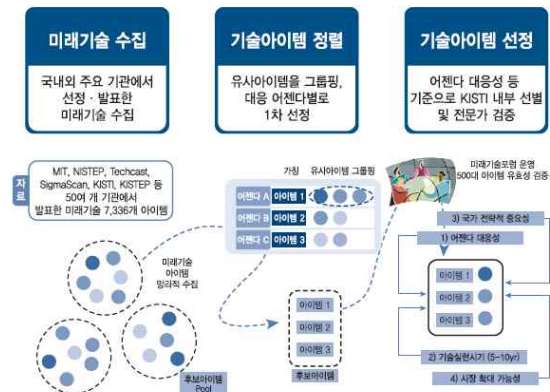 미래기술 수집
국내외 주요 기관에서
선정 · 발표한
미래기술 수집
기술아이템 정렬
유사아이템을 그룹핑,
대응 어젠다별로
1차 선정
기술아이템 선정
어젠다 대응성 등
기준으로 KISTI 내부 선별
및 전문가 검증
자료
MIT, NISTEP, Techcast,
SigmaScan, KISTI, KISTEP 등
50여 개 기관에서
발표한 미래기술 7,336개 아이템
미래기술
아이템
망라적 수집
후보아이템
Pool
가칭 유사아이템 그룹핑
어젠다 A 아이템 1
어젠다 B 아이템 2
어젠다 C 아이템 3
아이템 1
아이템 2
아이템 3
후보아이템
미래기술포럼 운영
500대 아이템 유효성 검증
3) 국가 전략적 중요성
1) 어젠다 대응성
아이템 1
아이템 2
아이템 3
2) 기술실현시기 (5~10yr)
4) 시장 확대 가능성